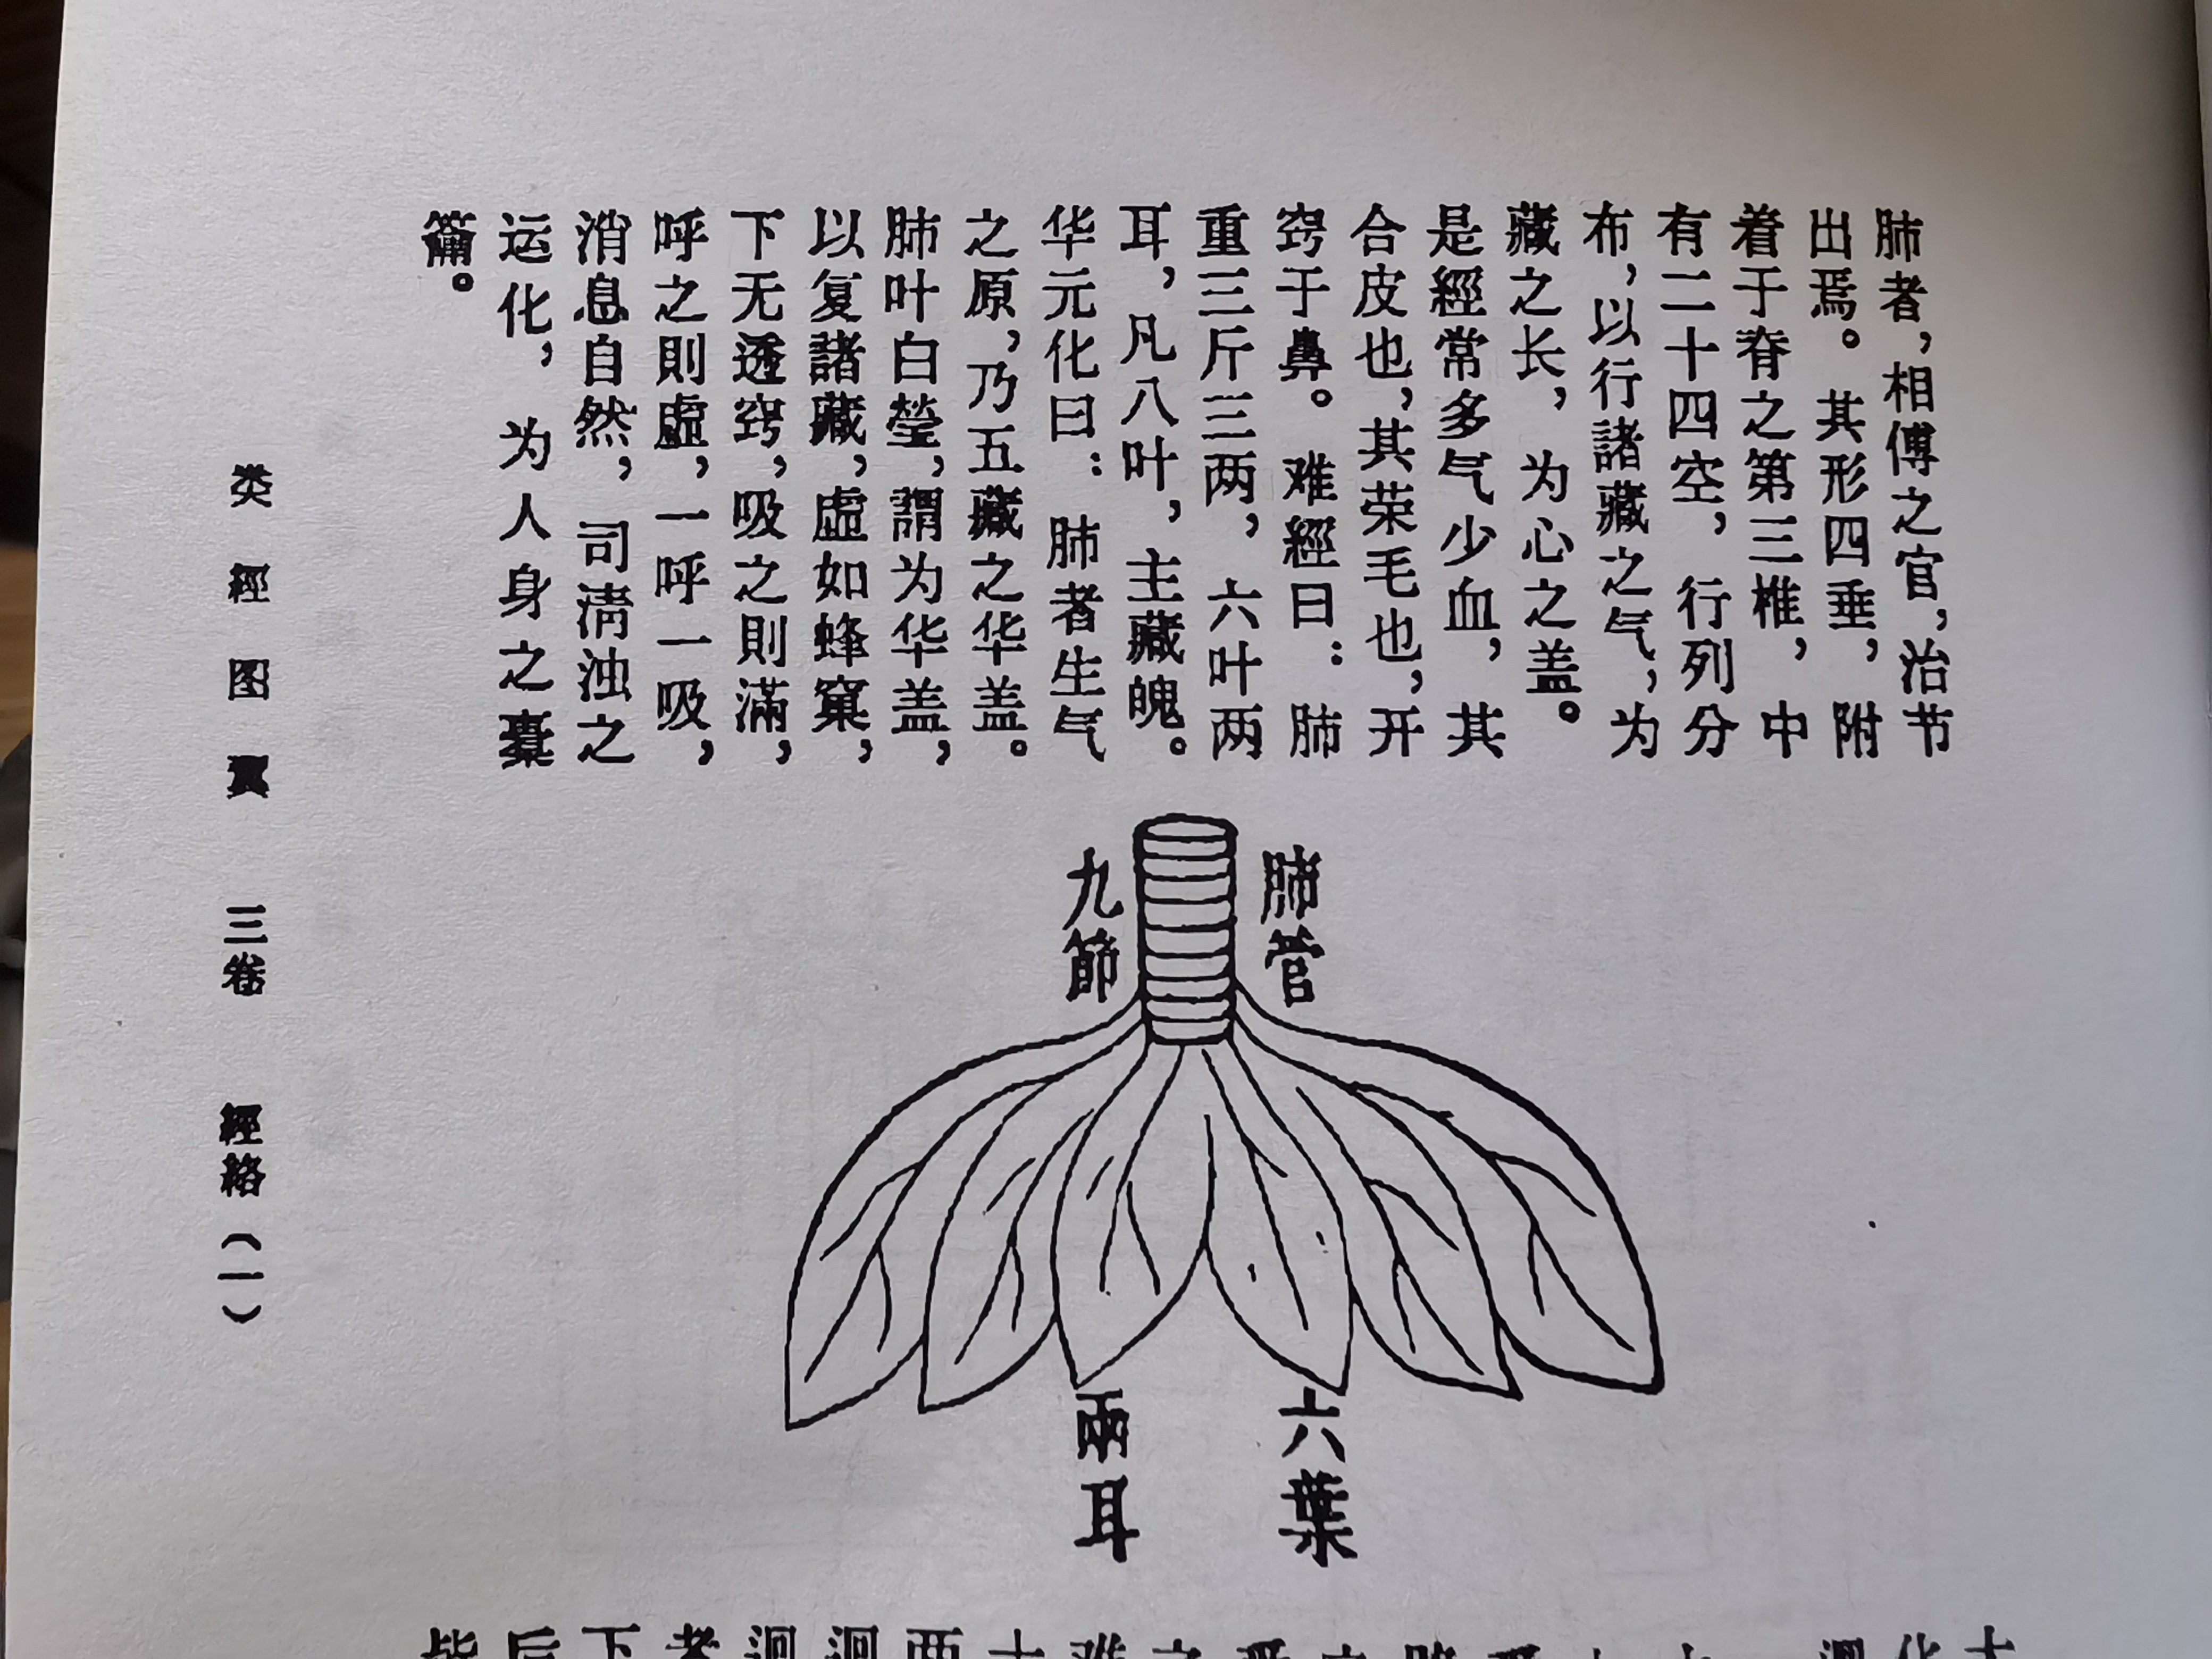 肺者，相傅之官，治节
出焉。其形四垂，附
着于脊之第三椎，中
有二十四空，行列分
布，以行諸藏之气，为
藏之长，为心之盖。
是經常多气少血，其
合皮也，其荣毛也，开
窍于鼻。难經曰：肺
重三斤三两，六叶两
耳，凡八叶，主藏魄。
华元化曰：肺者生气
之原，乃五藏之华盖。
肺叶白瑩，謂为华盖，
以复諸藏，虛如蜂窠，
下无透窍，吸之則滿，
呼之則虛，一呼一吸，
消息自然，司清浊之
运化，为人身之橐
籥。
肺管
九節
六葉
兩耳
类經图翼 三卷 經絡（一）